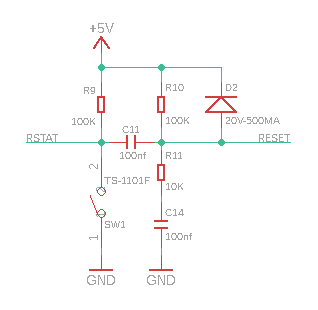 +5V
R9
R10
D2
100K
C11
100K
20V-500MA
RSTAT
RESET
100nf
R11
2
TS-1101F
10K
C14
SW1
100nf
1
GND
GND